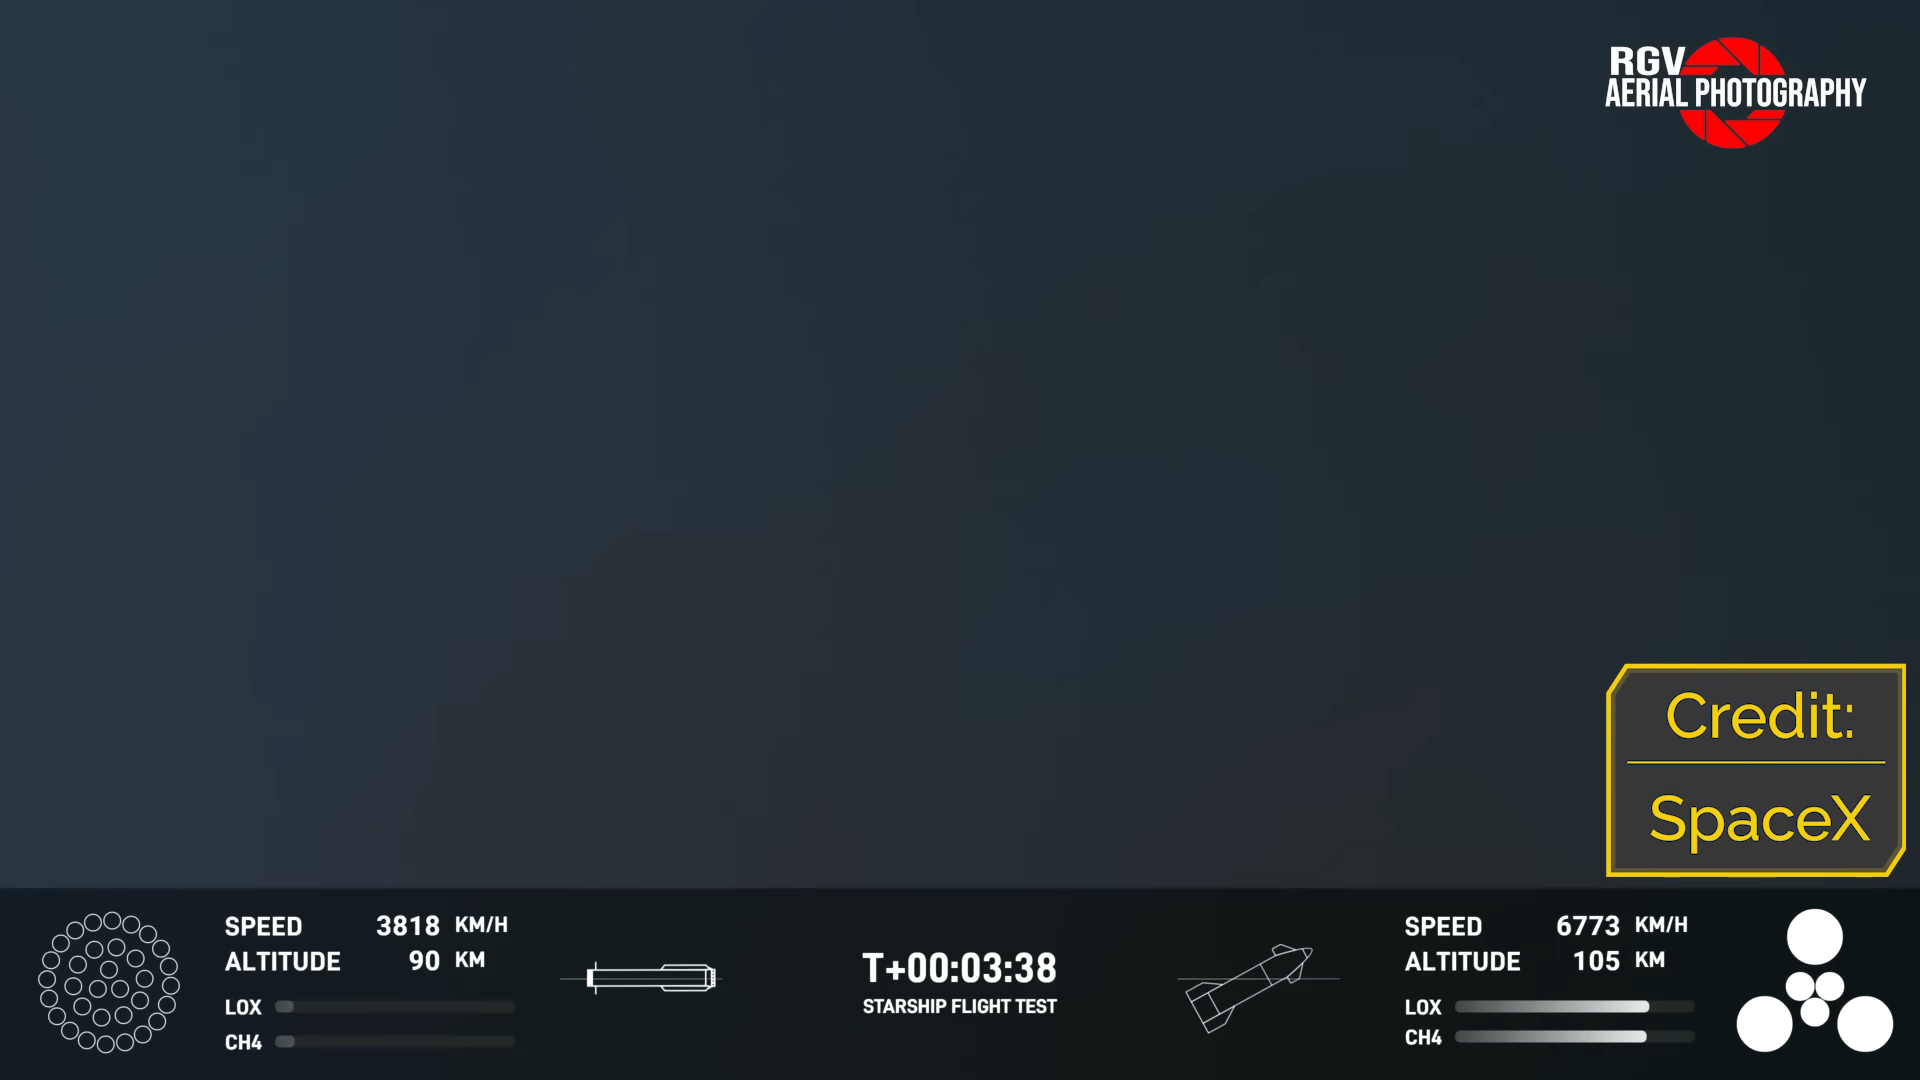 RGV
AERIAL PHOTOGRAPHY
Credit:
SpaceX
SPEED 3818 KM/H
ALTITUDE 90 KM
LOX
CH4
T+00:03:38
STARSHIP FLIGHT TEST
SPEED 6773 KM/H
ALTITUDE 105 KM
LOX
CH4